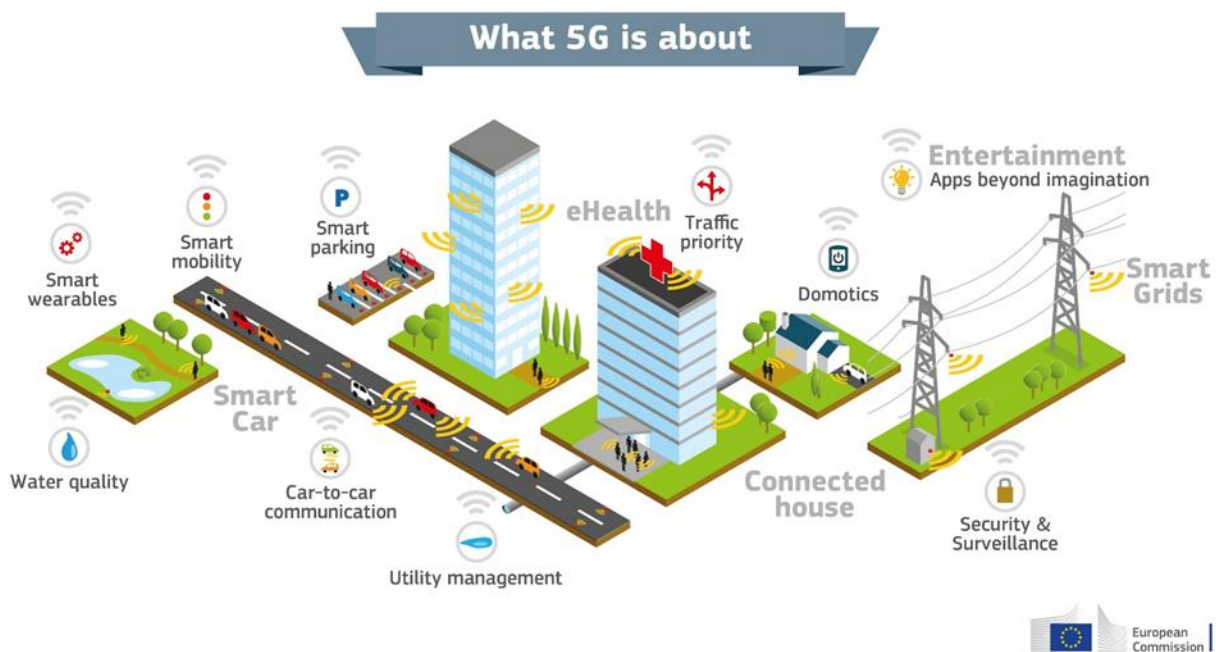 What 5G is about
Entertainment
Apps beyond imagination
eHealth
Traffic
priority
P
Smart
parking
Smart
mobility
Smart
wearables
Domotics
Smart
Grids
Smart
Car
Water quality
Car-to-car
communication
Connected
house
Security &
Surveillance
Utility management
European
Commission